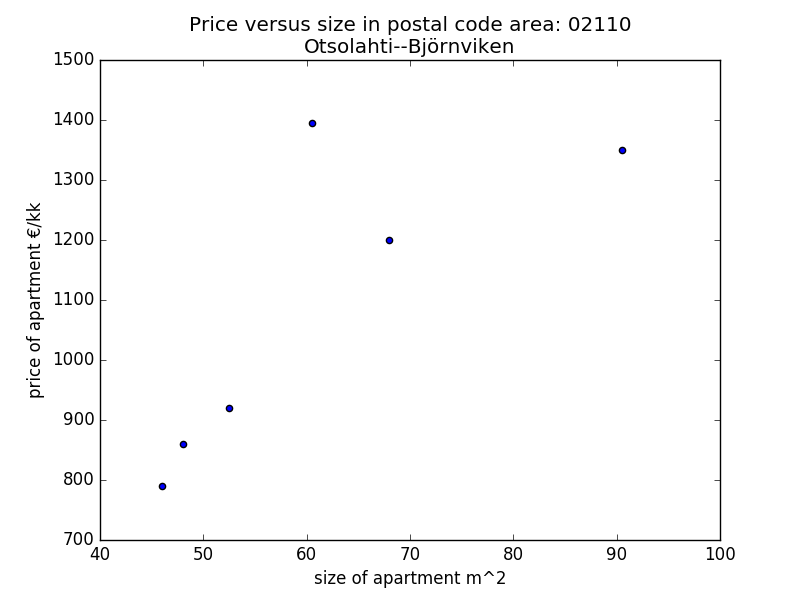 Price versus size in postal code area: 02110
Otsolahti--Björnviken
1500
1400
1300
1200
1100
1000
900
800
700
price of apartment €/kk
40 50 60 70 80 90 100
size of apartment m^2